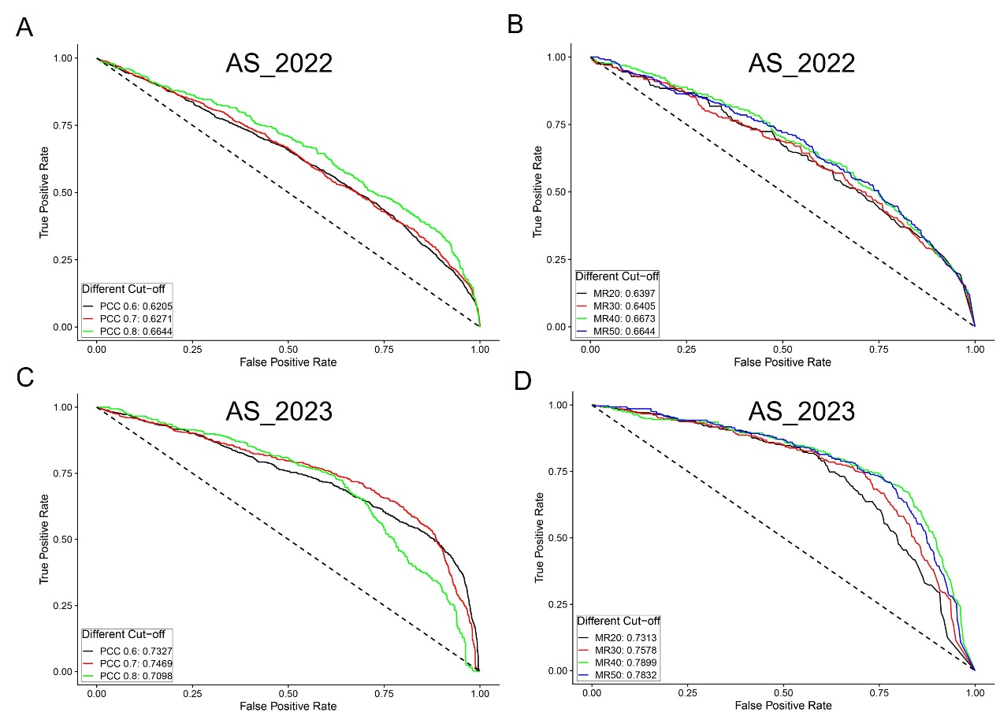 A
AS_2022
1.00
0.75
0.50
0.25
0.00
True Positive Rate
Different Cut−off
PCC 0.6: 0.6205
PCC 0.7: 0.6271
PCC 0.8: 0.6644
0.00 0.25 0.50 0.75 1.00
False Positive Rate
B
AS_2022
1.00
0.75
0.50
0.25
0.00
True Positive Rate
Different Cut−off
MR20: 0.6397
MR30: 0.6405
MR40: 0.6673
MR50: 0.6644
0.00 0.25 0.50 0.75 1.00
False Positive Rate
C
AS_2023
1.00
0.75
0.50
0.25
0.00
True Positive Rate
Different Cut−off
PCC 0.6: 0.7327
PCC 0.7: 0.7469
PCC 0.8: 0.7098
0.00 0.25 0.50 0.75 1.00
False Positive Rate
D
AS_2023
1.00
0.75
0.50
0.25
0.00
True Positive Rate
Different Cut−off
MR20: 0.7313
MR30: 0.7578
MR40: 0.7899
MR50: 0.7832
0.00 0.25 0.50 0.75 1.00
False Positive Rate